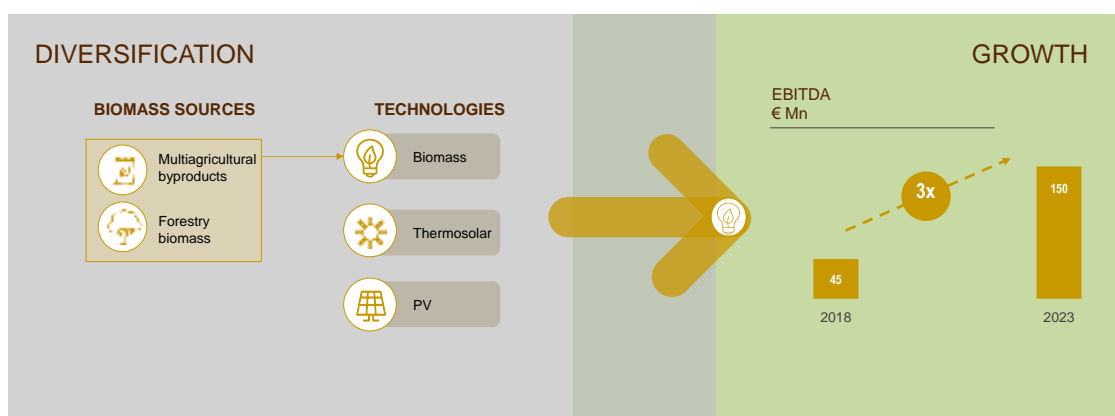 DIVERSIFICATION
BIOMASS SOURCES
Multiagricultural
byproducts
Forestry
biomass
TECHNOLOGIES
Biomass
Thermosolar
PV
GROWTH
EBITDA
€ Mn
3x
45
150
2018
2023